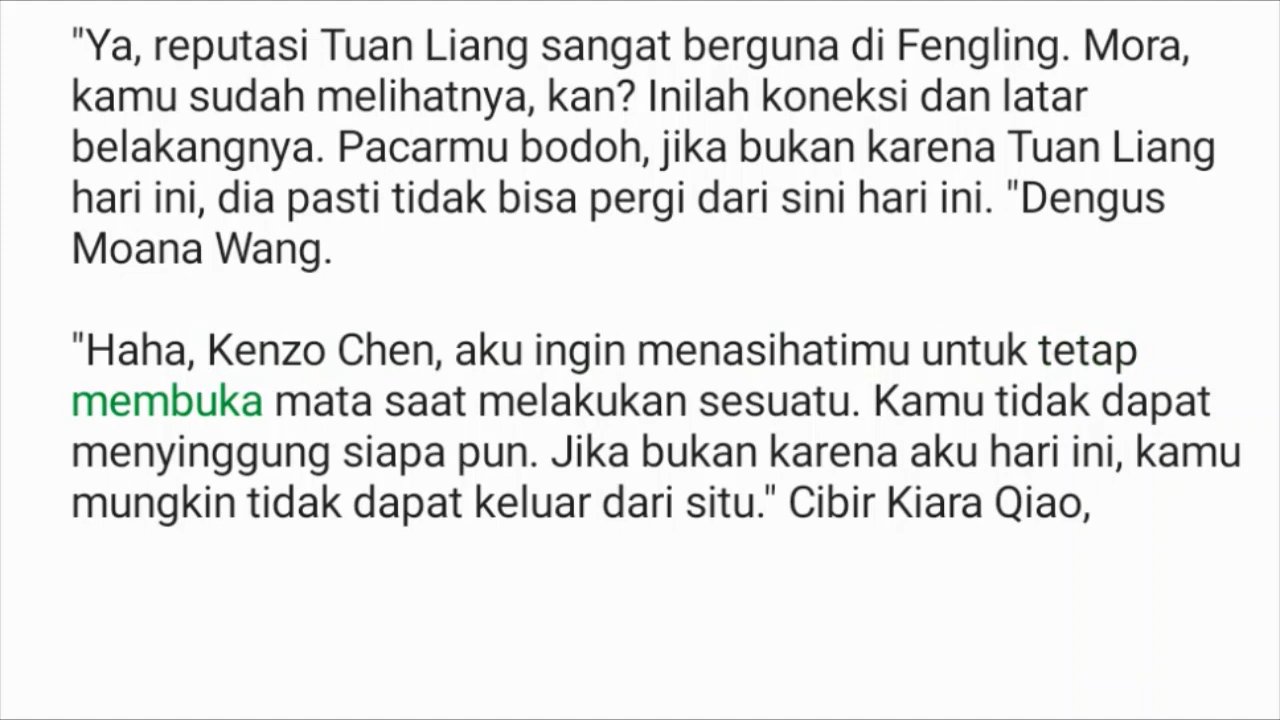 "Ya, reputasi Tuan Liang sangat berguna di Fengling. Mora,
kamu sudah melihatnya, kan? Inilah koneksi dan latar
belakangnya. Pacarmu bodoh, jika bukan karena Tuan Liang
hari ini, dia pasti tidak bisa pergi dari sini hari ini. "Dengus
Moana Wang.
"Haha, Kenzo Chen, aku ingin menasihatimu untuk tetap
membuka mata saat melakukan sesuatu. Kamu tidak dapat
menyinggung siapa pun. Jika bukan karena aku hari ini, kamu
mungkin tidak dapat keluar dari situ." Cibir Kiara Qiao,